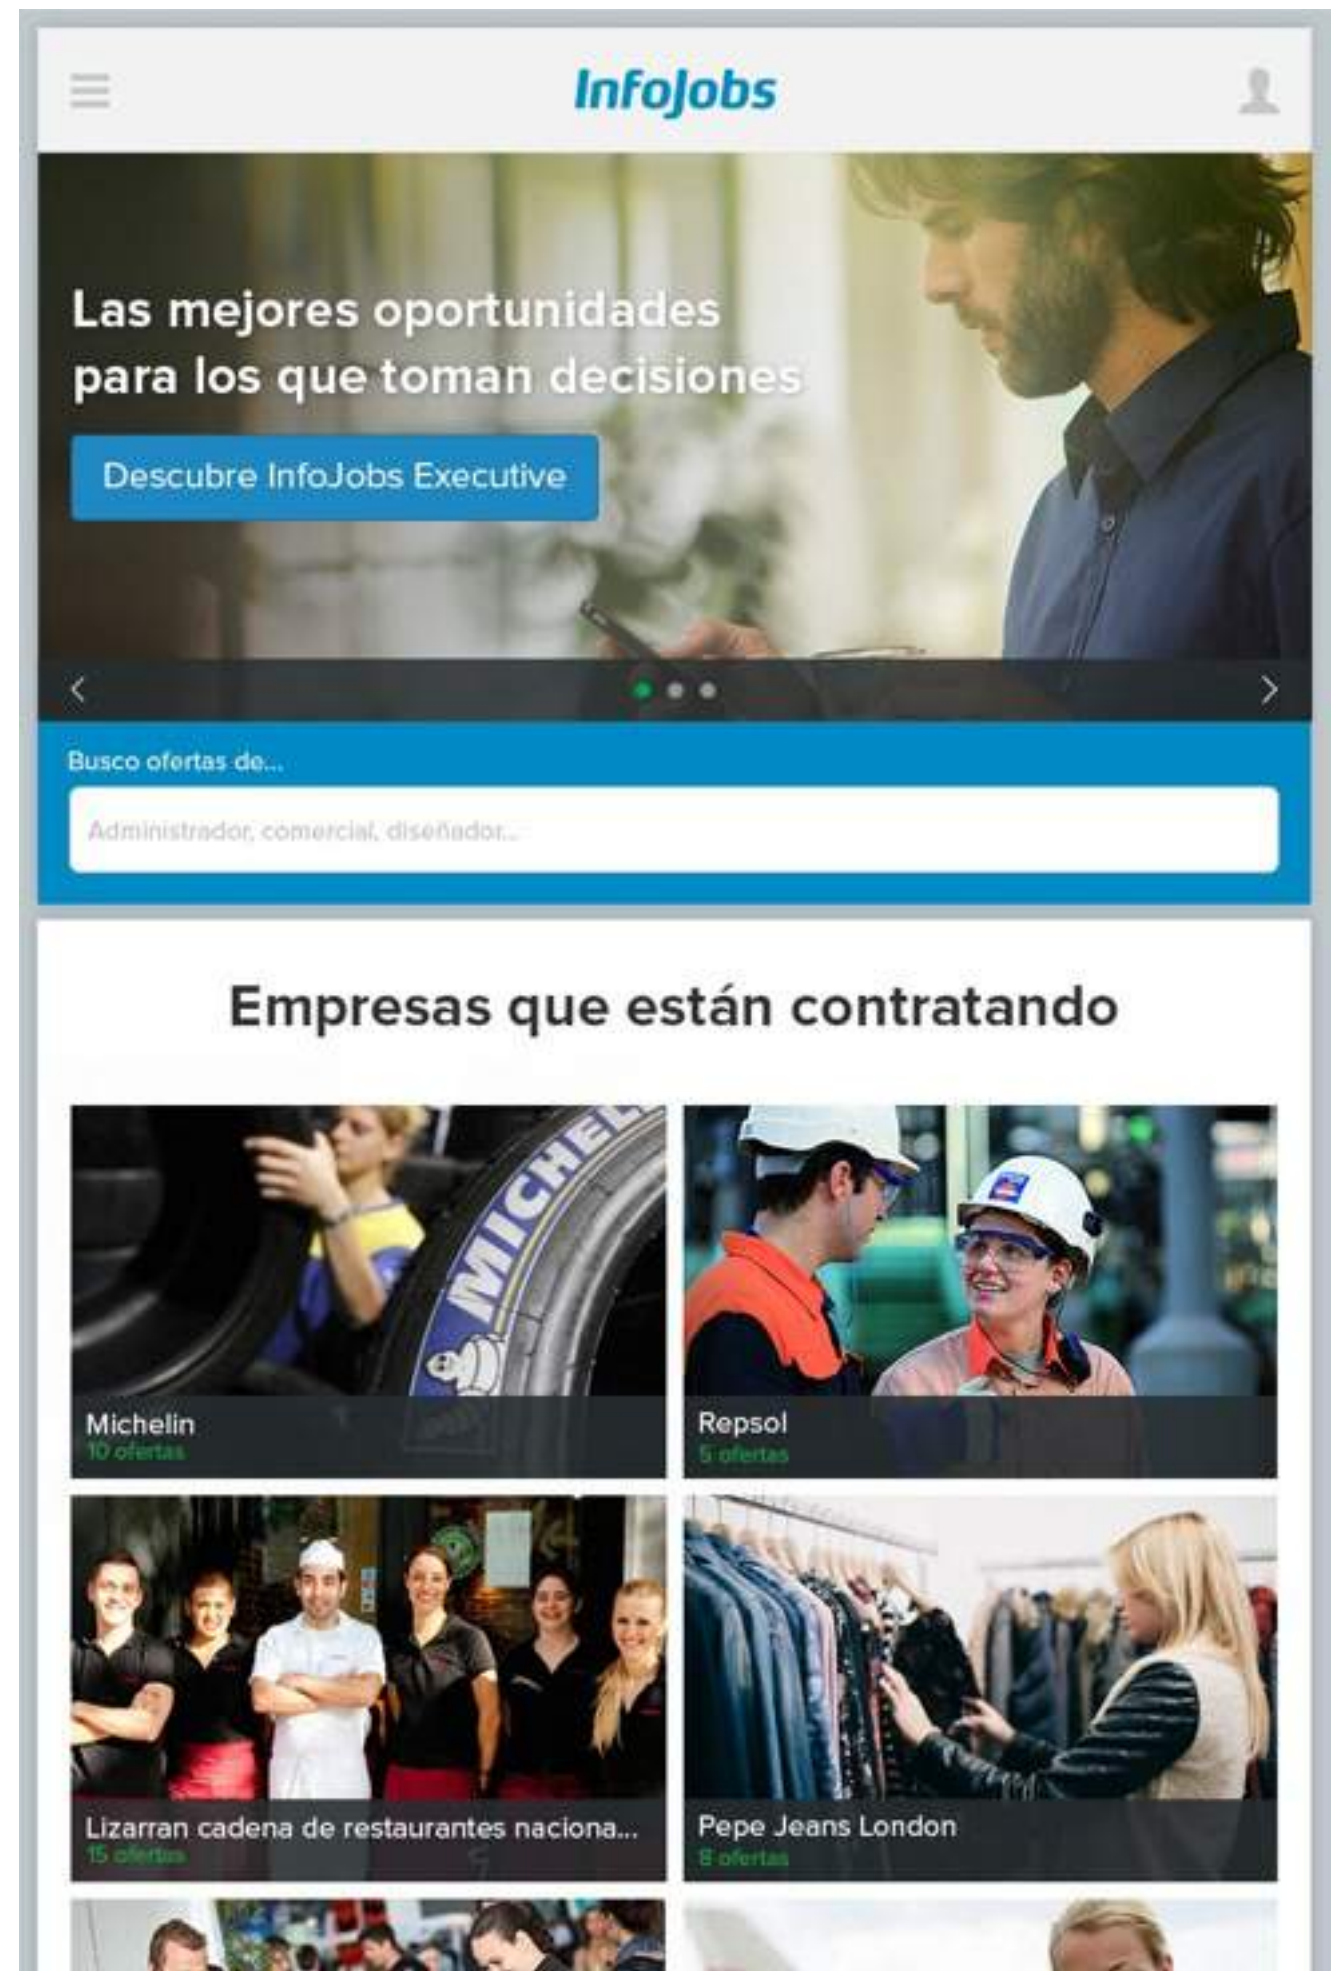 InfoJobs
Las mejores oportunidades
para los que toman decisiones
Descubre InfoJobs Executive
Busco ofertas de...
Administrador, comercial, diseñador...
Empresas que están contratando
MICHEL
Michelin
10 ofertas
Repsol
5 ofertas
Lizarran cadena de restaurantes naciona...
15 ofertas
Pepe Jeans London
8 ofertas